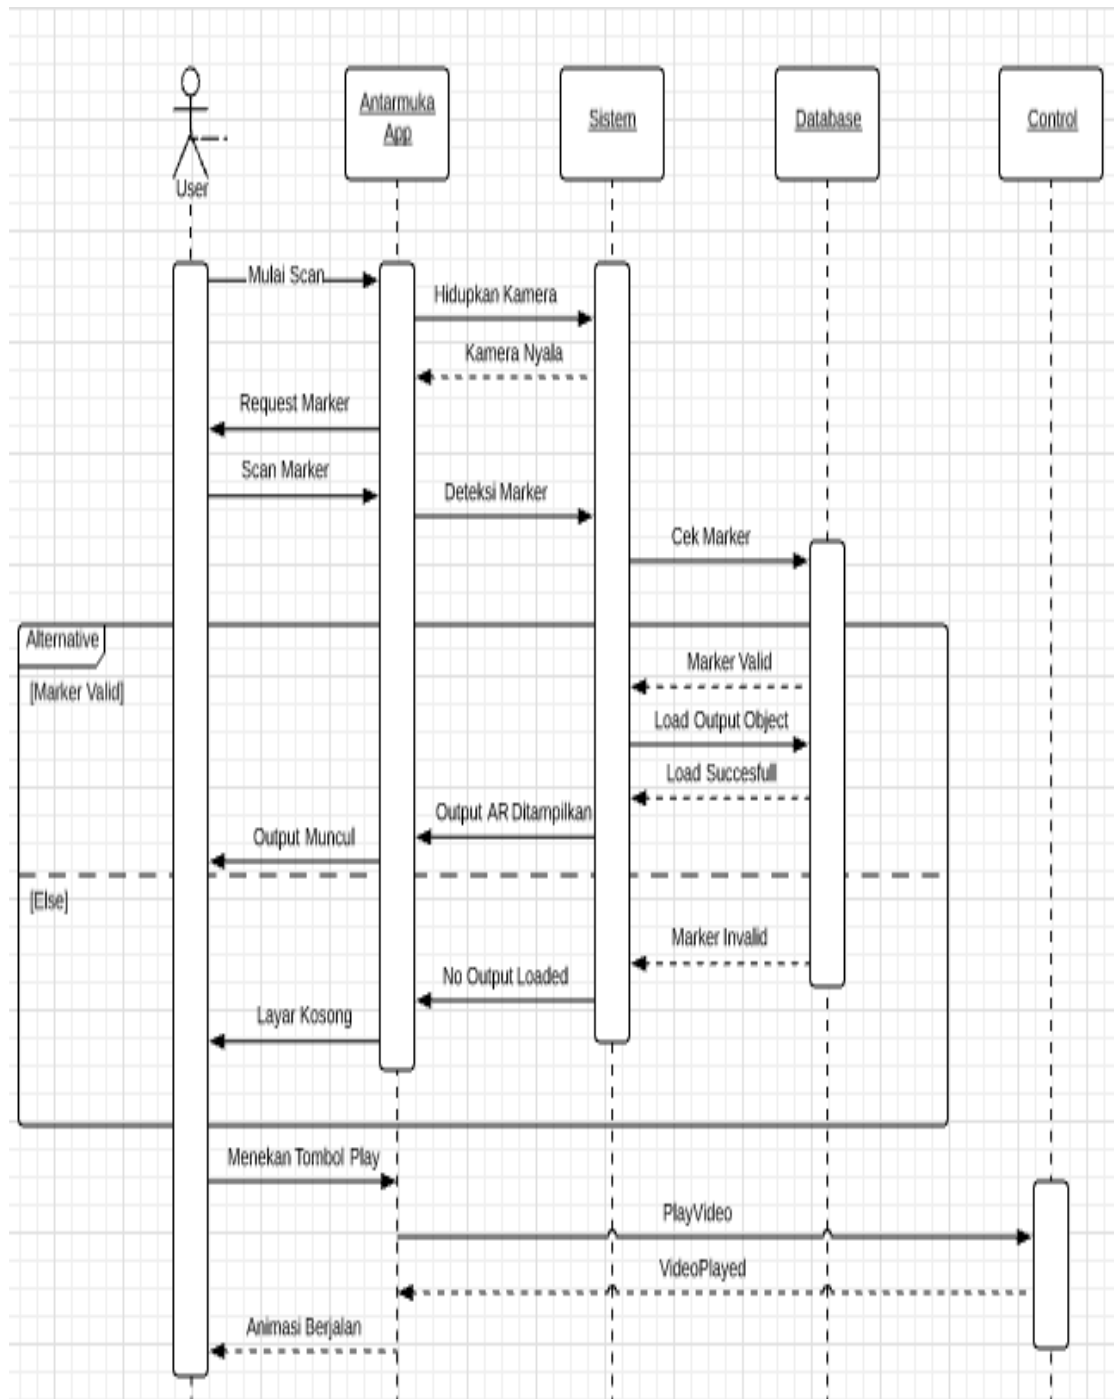 Antarmuka
App
Sistem
Database
Control
User
Mulai Scan
Hidupkan Kamera
Kamera Nyala
Request Marker
Scan Marker
Deteksi Marker
Cek Marker
Alternative
[Marker Valid]
Marker Valid
Load Output Object
Load Succesfull
Output AR Ditampilkan
Output Muncul
[Else]
Marker Invalid
No Output Loaded
Layar Kosong
Menekan Tombol Play
PlayVideo
VideoPlayed
Animasi Berjalan